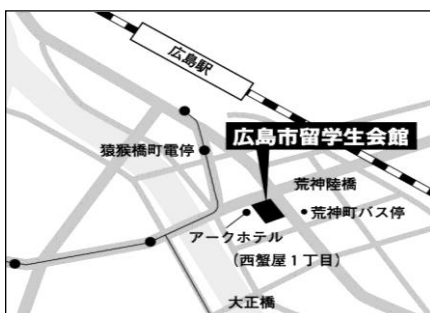 広島駅
広島市留学生会館
猿猴橋町電停
荒神陸橋
荒神町バス停
アークホテル
(西蟹屋1丁目)
大正橋